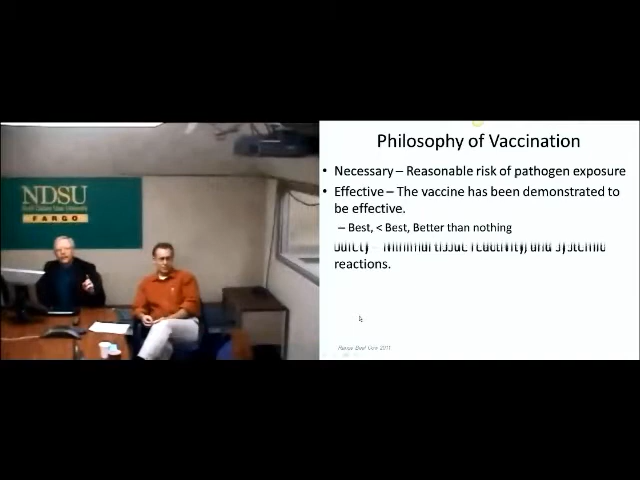 NDSU
FARGO
Philosophy of Vaccination
• Necessary – Reasonable risk of pathogen exposure
• Effective – The vaccine has been demonstrated to
be effective.
– Best, < Best, Better than nothing
reactions.